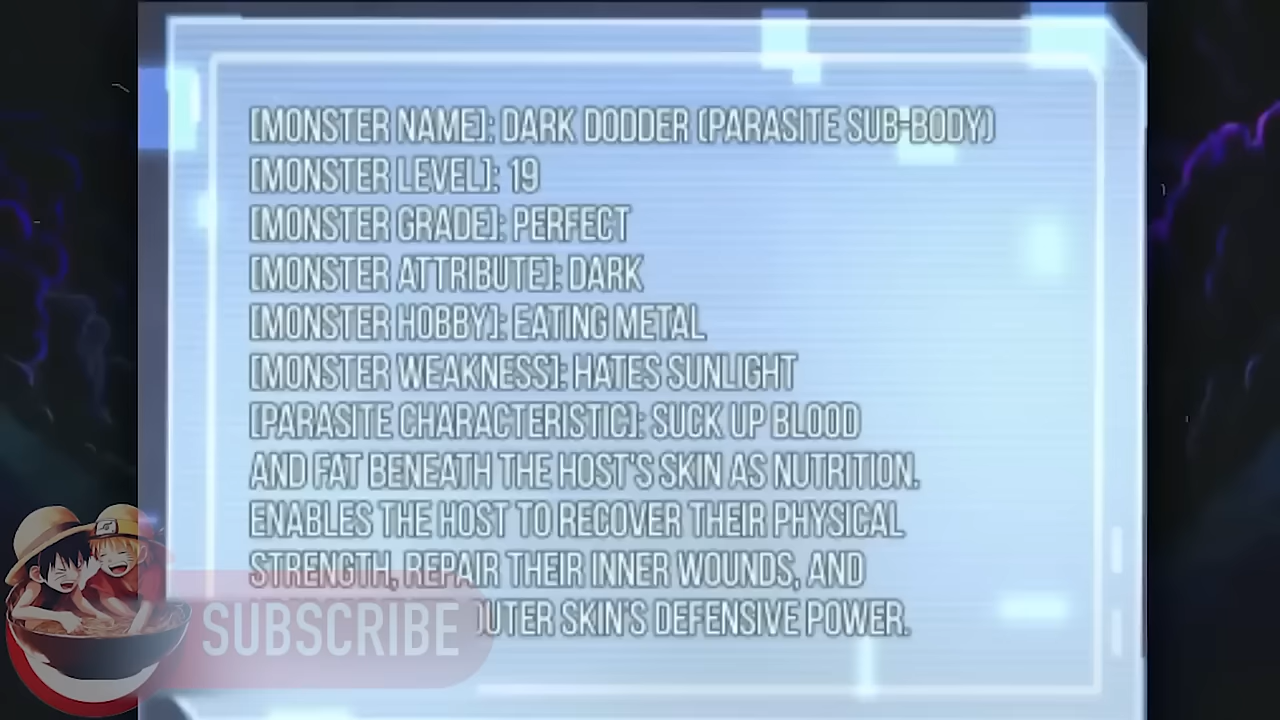 [MONSTER NAME]: DARK DODDER (PARASITE SUB-BODY)
[MONSTER LEVEL]: 19
[MONSTER GRADE]: PERFECT
[MONSTER ATTRIBUTE]: DARK
[MONSTER HOBBY]: EATING METAL
[MONSTER WEAKNESS]: HATES SUNLIGHT
[PARASITE CHARACTERISTIC]: SUCK UP BLOOD
AND FAT BENEATH THE HOST'S SKIN AS NUTRITION.
ENABLES THE HOST TO RECOVER THEIR PHYSICAL
STRENGTH, REPAIR THEIR INNER WOUNDS, AND
OUTER SKIN'S DEFENSIVE POWER.
SUBSCRIBE